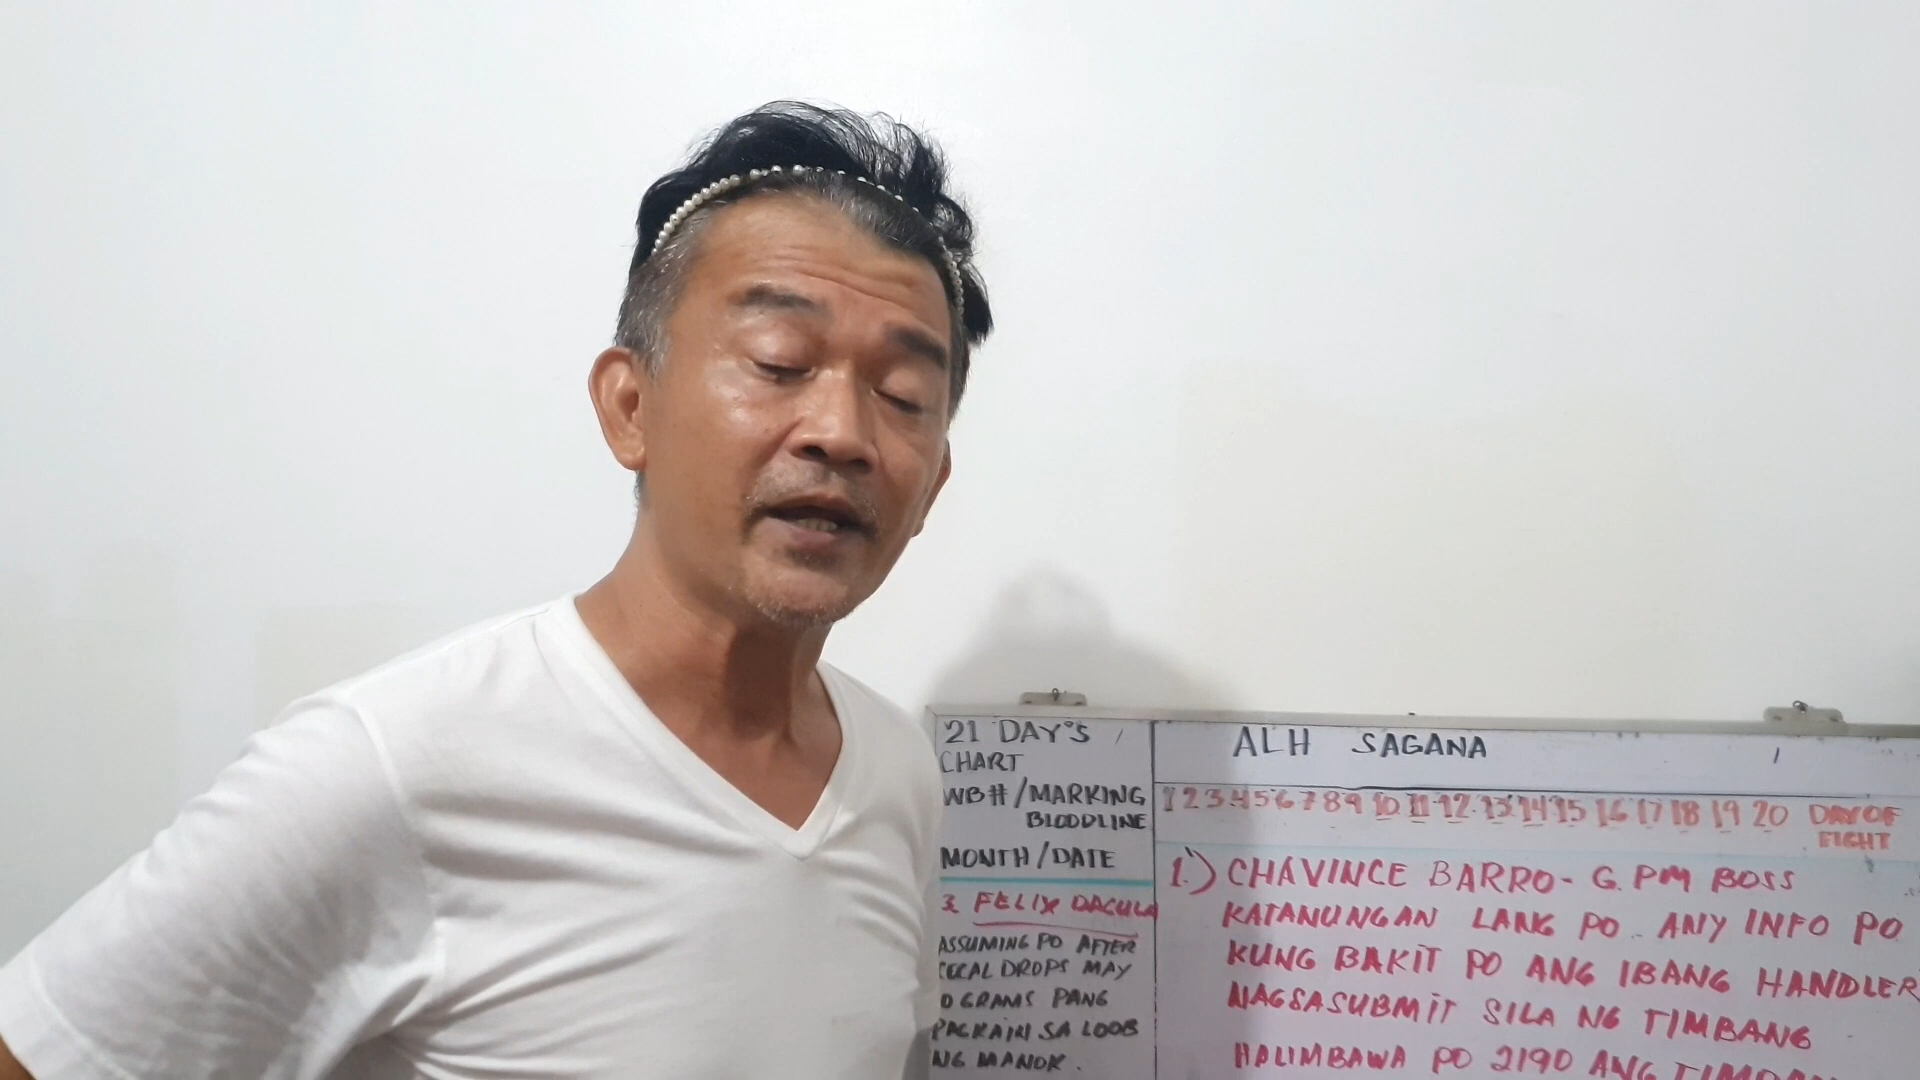 21 DAY'S
CHART
WB#/MARKING
BLOODLINE
MONTH/DATE
3. FELIX DACULA
ASSUMING PO AFTER
CECAL DROPS MAY
0 GRAMS PANG
PAGKAIN SA LOOB
NG MANOK.
ALH SAGANA
1 2 3 4 5 6 7 8 9 10 11 12 13 14 15 16 17 18 19 20 DAY OF
FIGHT
1.) CHAVINCE BARRO - G. PM BOSS
KATANUNGAN LANG PO. ANY INFO PO
KUNG BAKIT PO ANG IBANG HANDLER
NAGSASUBMIT SILA NG TIMBANG
HALIMBAWA PO 2190 ANG